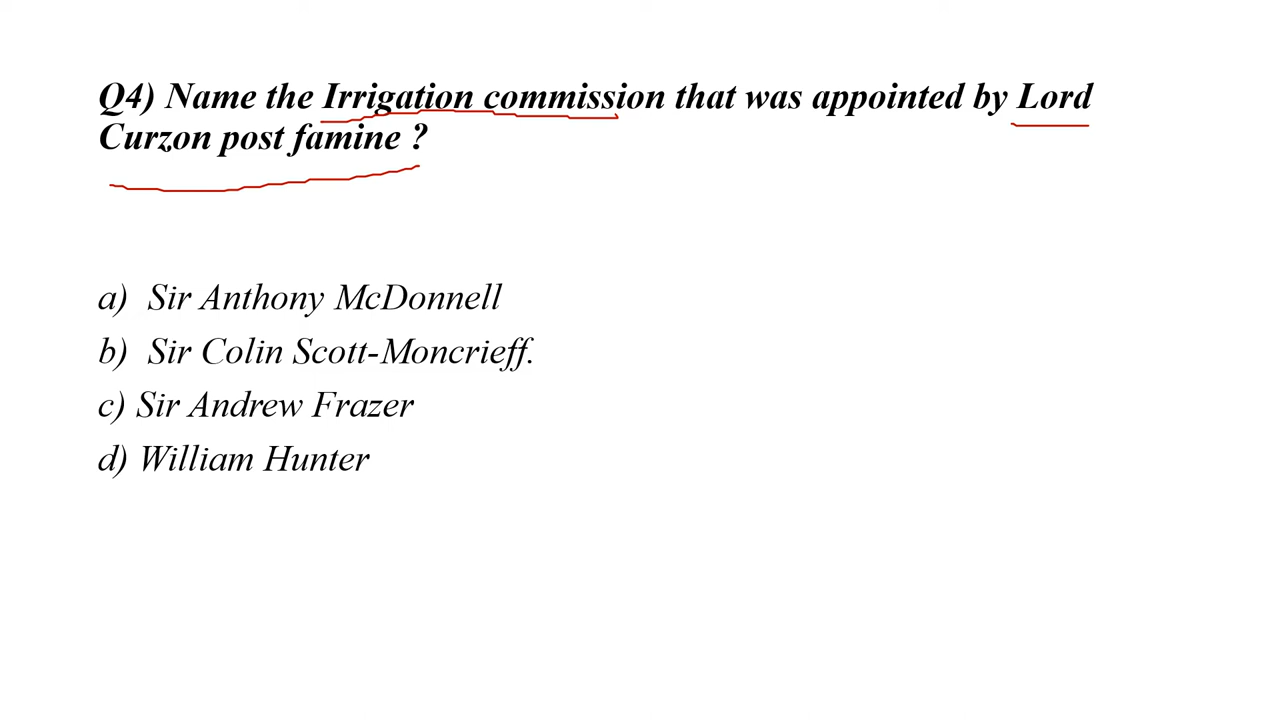 Q4) Name the Irrigation commission that was appointed by Lord
Curzon post famine ?
a) Sir Anthony McDonnell
b) Sir Colin Scott-Moncrieff.
c) Sir Andrew Frazer
d) William Hunter